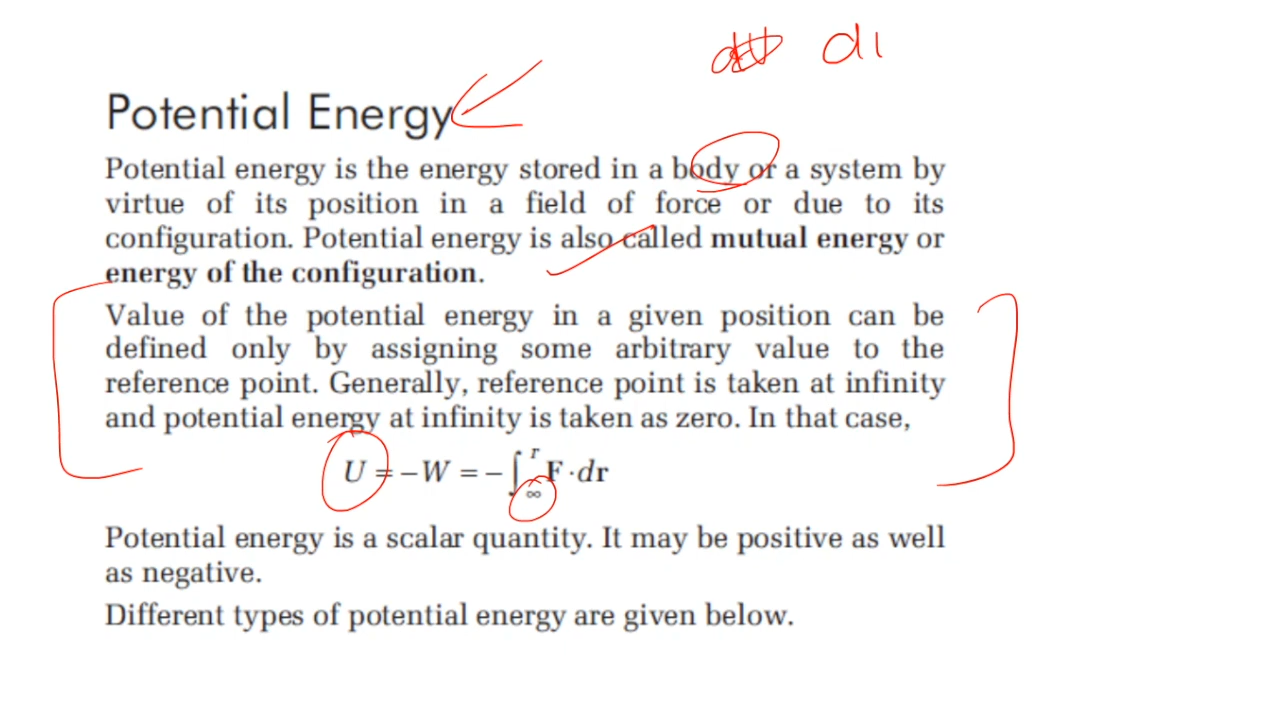 Potential Energy
Potential energy is the energy stored in a body or a system by
virtue of its position in a field of force or due to its
configuration. Potential energy is also called mutual energy or
energy of the configuration.
Value of the potential energy in a given position can be
defined only by assigning some arbitrary value to the
reference point. Generally, reference point is taken at infinity
and potential energy at infinity is taken as zero. In that case,
U = −W = −∫_∞^r F · dr
Potential energy is a scalar quantity. It may be positive as well
as negative.
Different types of potential energy are given below.